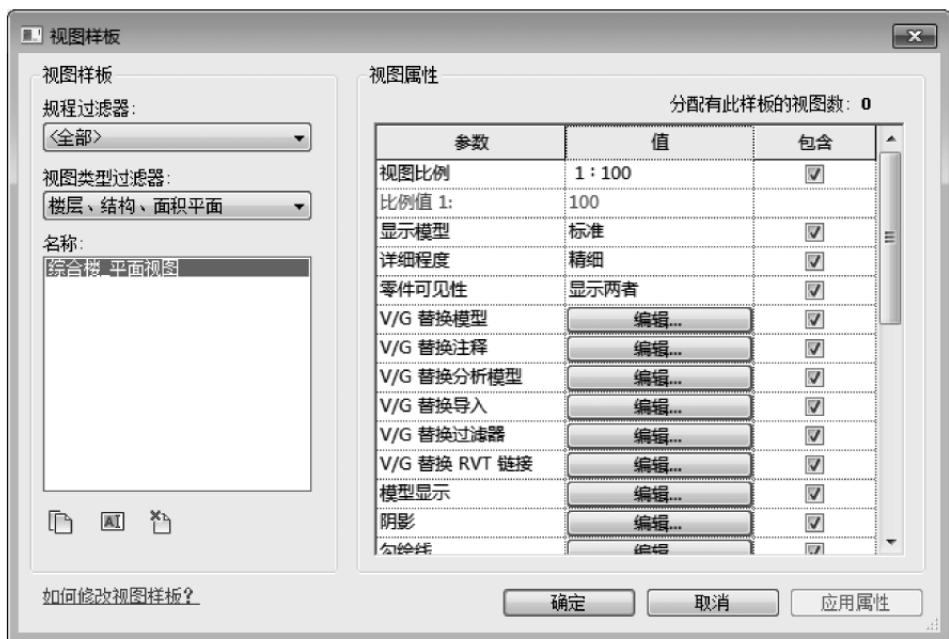 视图样板
视图样板
规程过滤器:
<全部>
视图类型过滤器:
楼层、结构、面积平面
名称:
综合楼_平面视图
如何修改视图样板?
视图属性
分配有此样板的视图数: 0
参数 值 包含
视图比例 1:100
比例值 1: 100
显示模型 标准
详细程度 精细
零件可见性 显示两者
V/G 替换模型 编辑...
V/G 替换注释 编辑...
V/G 替换分析模型 编辑...
V/G 替换导入 编辑...
V/G 替换过滤器 编辑...
V/G 替换 RVT 链接 编辑...
模型显示 编辑...
阴影 编辑...
勾绘线 编辑
确定 取消 应用属性